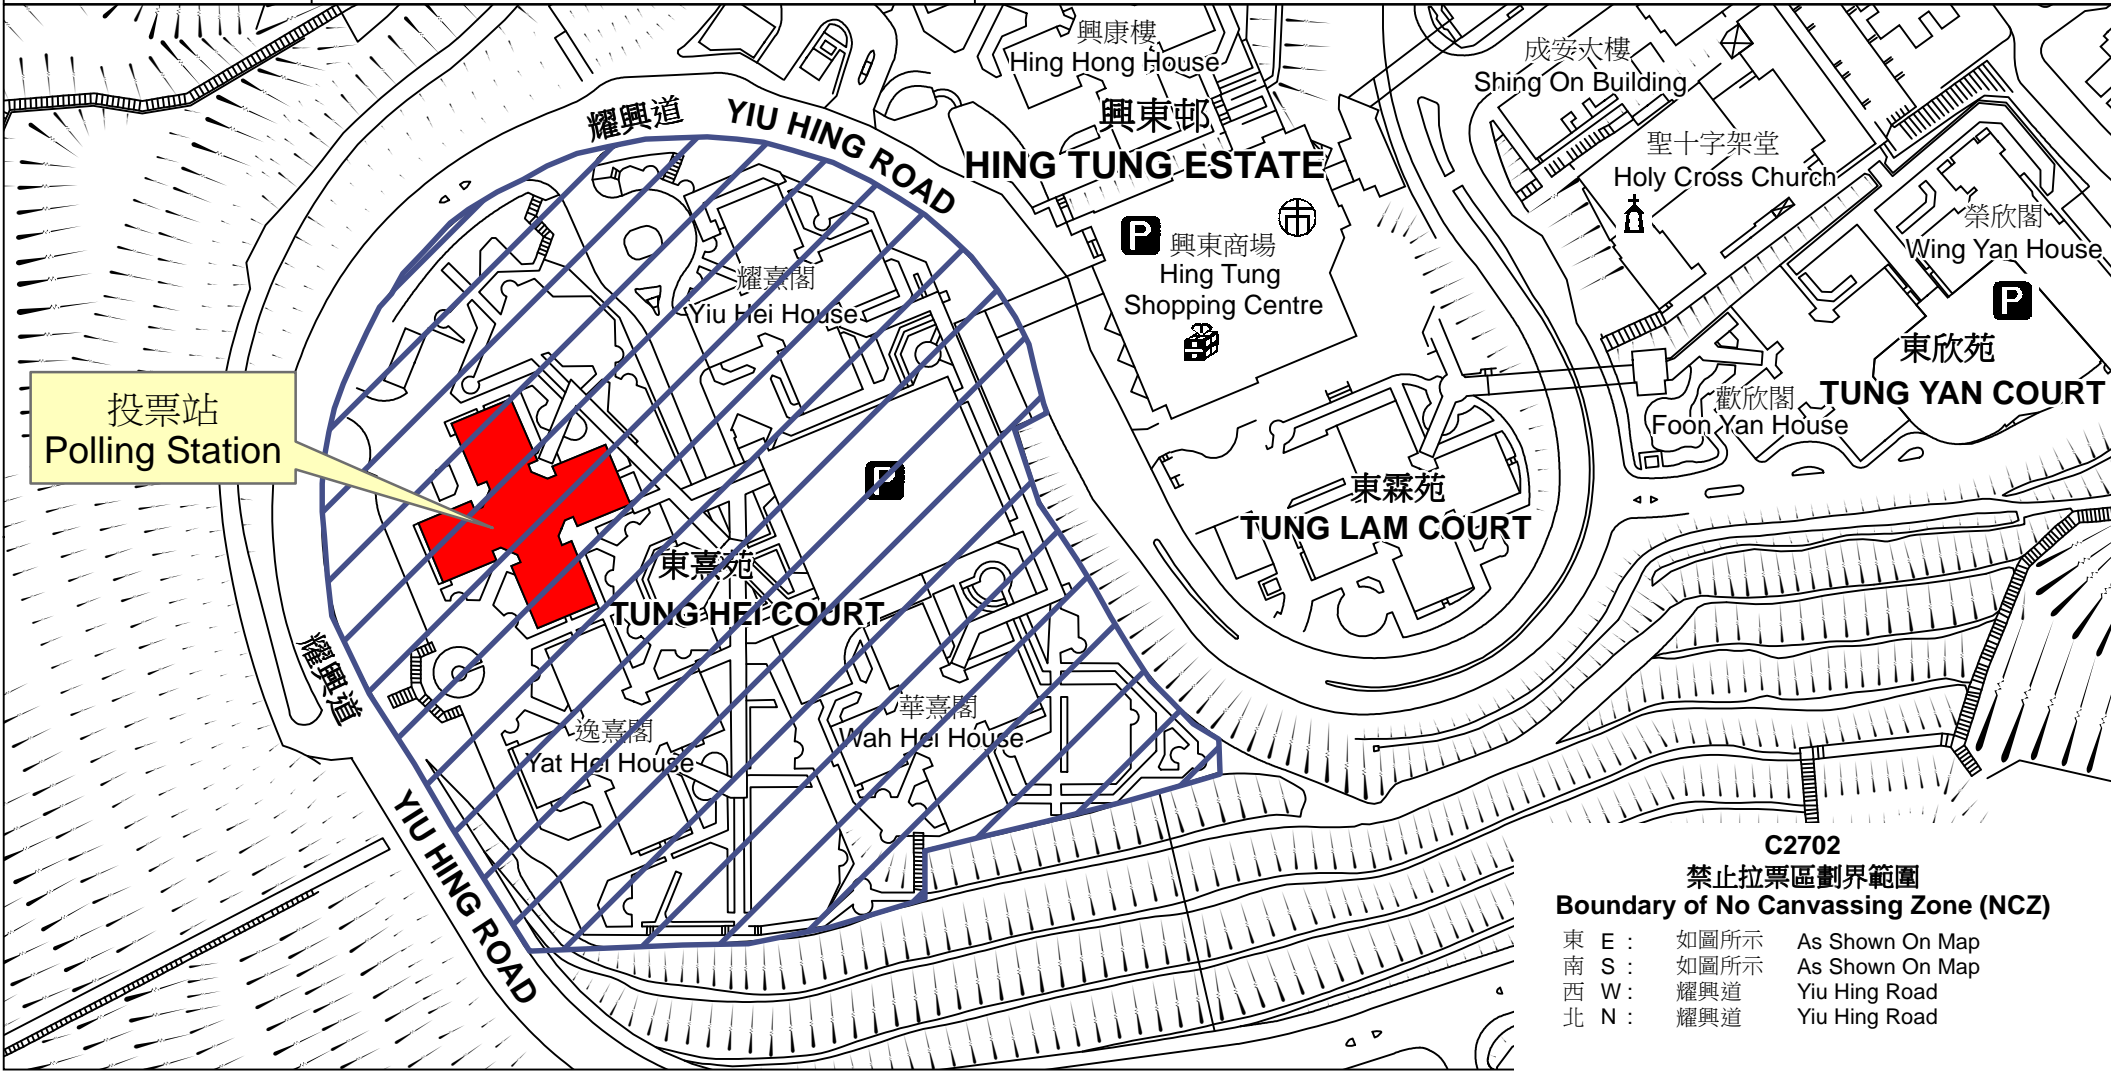 興康樓
Hing Hong House
成安大樓
Shing On Building
耀興道
YIU HING ROAD
興東邨
HING TUNG ESTATE
聖十字架堂
Holy Cross Church
榮欣閣
Wing Yan House
P
P
市
興東商場
Hing Tung
Shopping Centre
耀熹閣
Yiu Hei House
東欣苑
TUNG YAN COURT
歡欣閣
Foon Yan House
投票站
Polling Station
P
東霖苑
TUNG LAM COURT
東熹苑
TUNG HEI COURT
耀興道
逸熹閣
Yat Hei House
華熹閣
Wah Hei House
YIU HING ROAD
C2702
禁止拉票區劃界範圍
Boundary of No Canvassing Zone (NCZ)
東 E : 如圖所示 As Shown On Map
南 S : 如圖所示 As Shown On Map
西 W : 耀興道 Yiu Hing Road
北 N : 耀興道 Yiu Hing Road